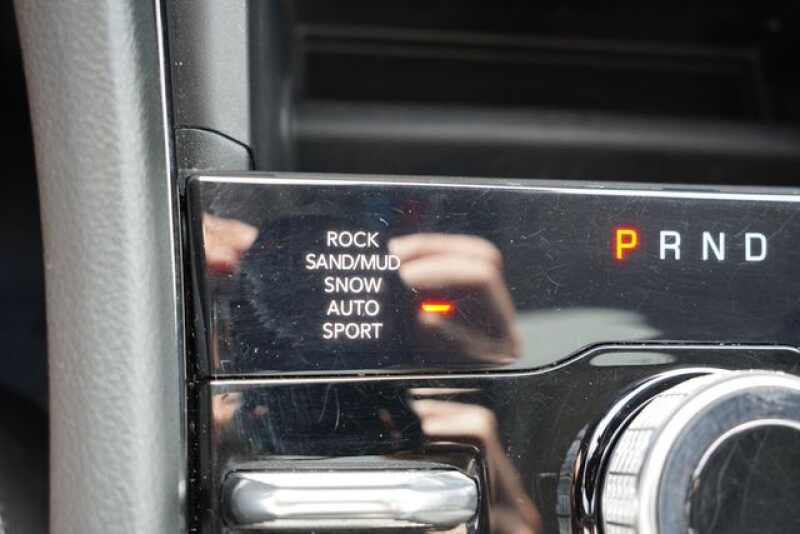 ROCK
SAND/MUD
SNOW
AUTO
SPORT
P R N D